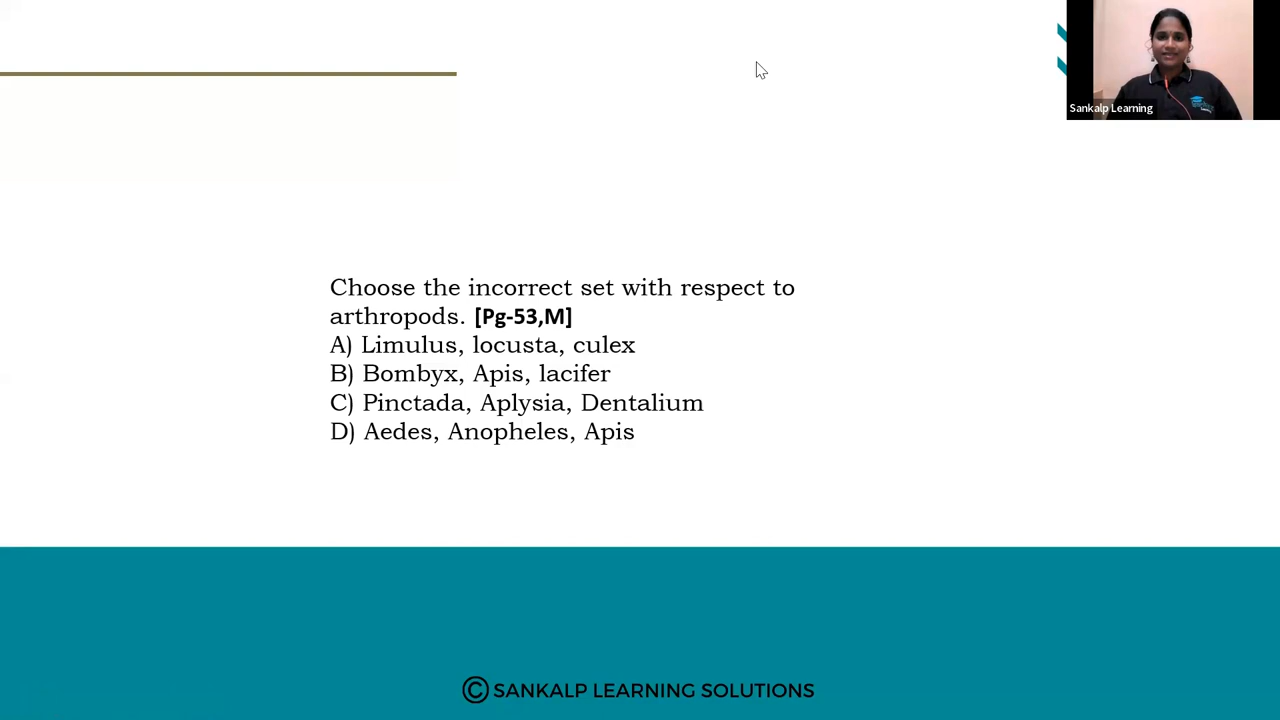 Sankalp Learning
Choose the incorrect set with respect to
arthropods. [Pg-53,M]
A) Limulus, locusta, culex
B) Bombyx, Apis, lacifer
C) Pinctada, Aplysia, Dentalium
D) Aedes, Anopheles, Apis
© SANKALP LEARNING SOLUTIONS